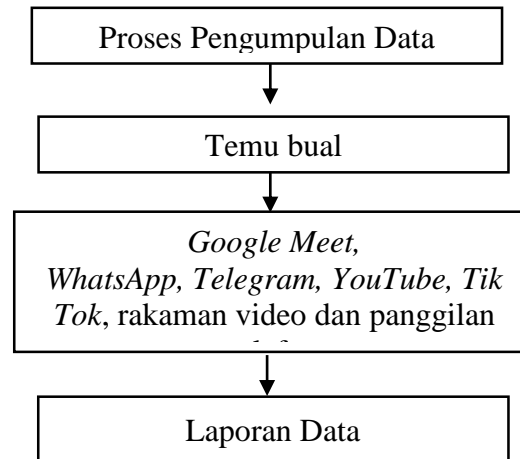 Proses Pengumpulan Data
Temu bual
Google Meet,
WhatsApp, Telegram, YouTube, Tik
Tok, rakaman video dan panggilan
Laporan Data